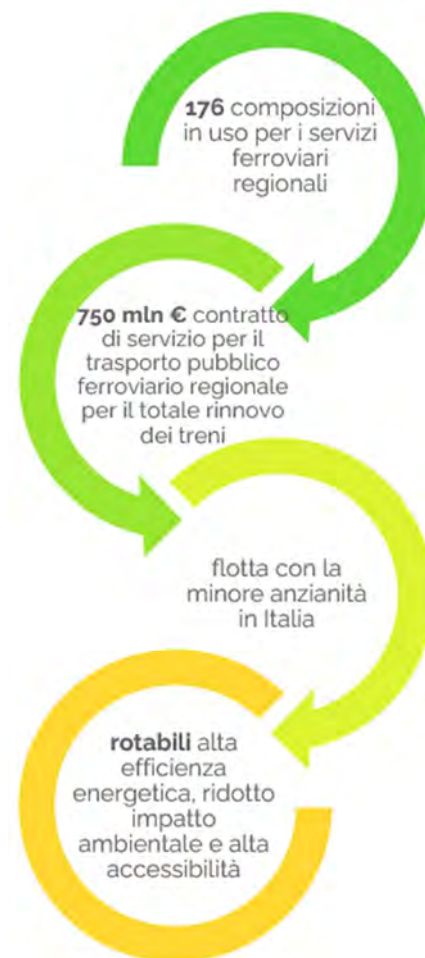 176 composizioni
in uso per i servizi
ferroviari
regionali
750 mln € contratto
di servizio per il
trasporto pubblico
ferroviario regionale
per il totale rinnovo
dei treni
flotta con la
minore anzianità
in Italia
rotabili alta
efficienza
energetica, ridotto
impatto
ambientale e alta
accessibilità